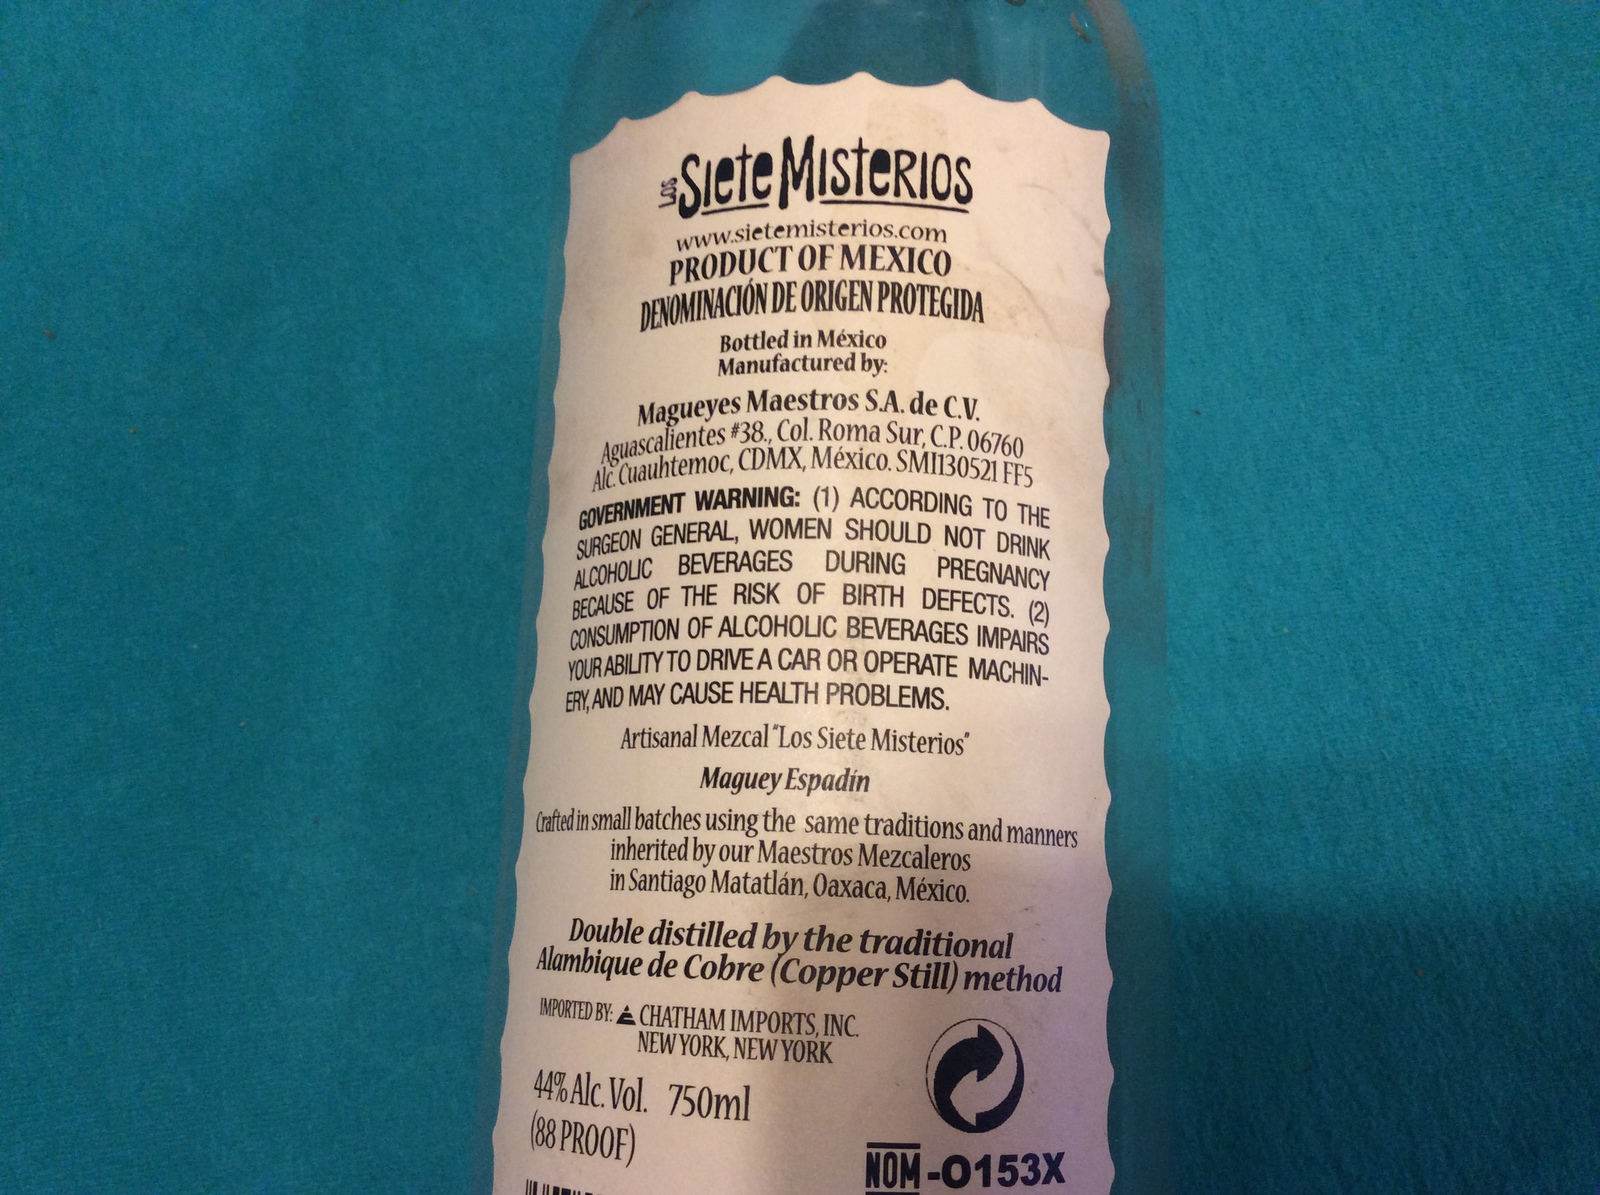 Los Siete Misterios
www.sietemisterios.com
PRODUCT OF MEXICO
DENOMINACIÓN DE ORIGEN PROTEGIDA
Bottled in México
Manufactured by:
Magueyes Maestros S.A. de C.V.
Aguascalientes #38., Col. Roma Sur, C.P. 06760
Alc. Cuauhtemoc, CDMX, México. SMI130521 FF5
GOVERNMENT WARNING: (1) ACCORDING TO THE
SURGEON GENERAL, WOMEN SHOULD NOT DRINK
ALCOHOLIC BEVERAGES DURING PREGNANCY
BECAUSE OF THE RISK OF BIRTH DEFECTS. (2)
CONSUMPTION OF ALCOHOLIC BEVERAGES IMPAIRS
YOUR ABILITY TO DRIVE A CAR OR OPERATE MACHIN-
ERY, AND MAY CAUSE HEALTH PROBLEMS.
Artisanal Mezcal "Los Siete Misterios"
Maguey Espadín
Crafted in small batches using the same traditions and manners
inherited by our Maestros Mezcaleros
in Santiago Matatlán, Oaxaca, México.
Double distilled by the traditional
Alambique de Cobre (Copper Still) method
IMPORTED BY: CHATHAM IMPORTS, INC.
NEW YORK, NEW YORK
44% Alc. Vol. 750ml
(88 PROOF)
NOM-O153X